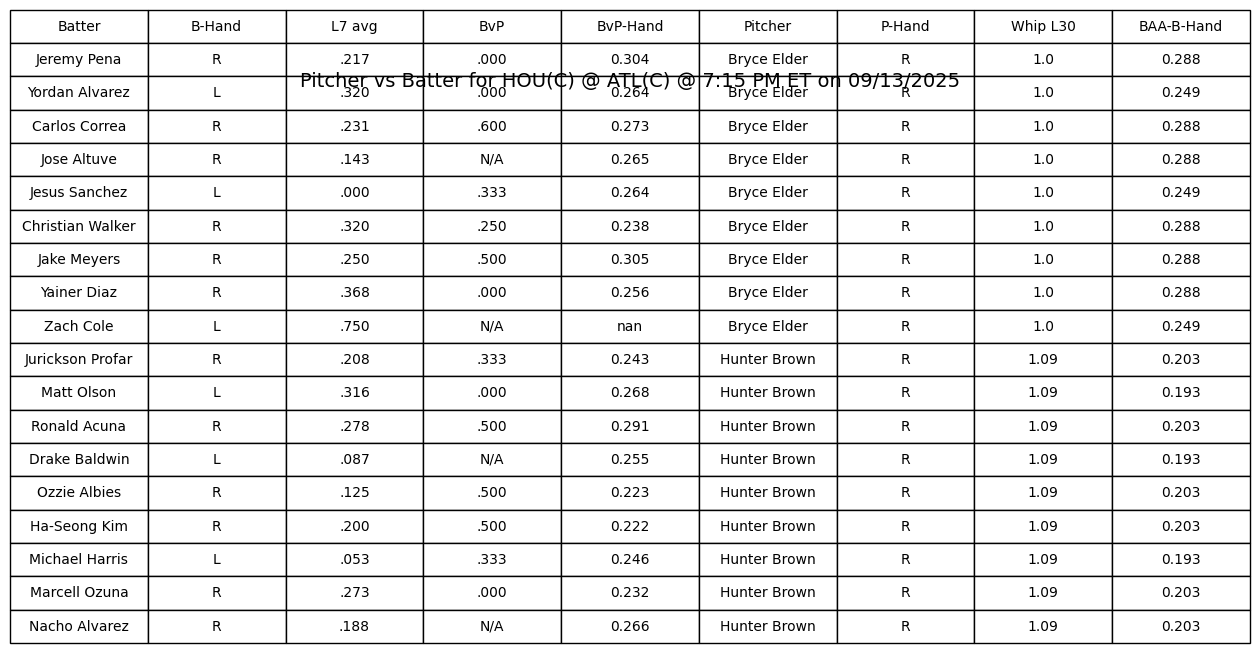 Batter B-Hand L7 avg BvP BvP-Hand Pitcher P-Hand Whip L30 BAA-B-Hand
Jeremy Pena R .217 .000 0.304 Bryce Elder R 1.0 0.288
Pitcher vs Batter for HOU(C) @ ATL(C) @ 7:15 PM ET on 09/13/2025
Yordan Alvarez L .320 .000 0.264 Bryce Elder R 1.0 0.249
Carlos Correa R .231 .600 0.273 Bryce Elder R 1.0 0.288
Jose Altuve R .143 N/A 0.265 Bryce Elder R 1.0 0.288
Jesus Sanchez L .000 .333 0.264 Bryce Elder R 1.0 0.249
Christian Walker R .320 .250 0.238 Bryce Elder R 1.0 0.288
Jake Meyers R .250 .500 0.305 Bryce Elder R 1.0 0.288
Yainer Diaz R .368 .000 0.256 Bryce Elder R 1.0 0.288
Zach Cole L .750 N/A nan Bryce Elder R 1.0 0.249
Jurickson Profar R .208 .333 0.243 Hunter Brown R 1.09 0.203
Matt Olson L .316 .000 0.268 Hunter Brown R 1.09 0.193
Ronald Acuna R .278 .500 0.291 Hunter Brown R 1.09 0.203
Drake Baldwin L .087 N/A 0.255 Hunter Brown R 1.09 0.193
Ozzie Albies R .125 .500 0.223 Hunter Brown R 1.09 0.203
Ha-Seong Kim R .200 .500 0.222 Hunter Brown R 1.09 0.203
Michael Harris L .053 .333 0.246 Hunter Brown R 1.09 0.193
Marcell Ozuna R .273 .000 0.232 Hunter Brown R 1.09 0.203
Nacho Alvarez R .188 N/A 0.266 Hunter Brown R 1.09 0.203